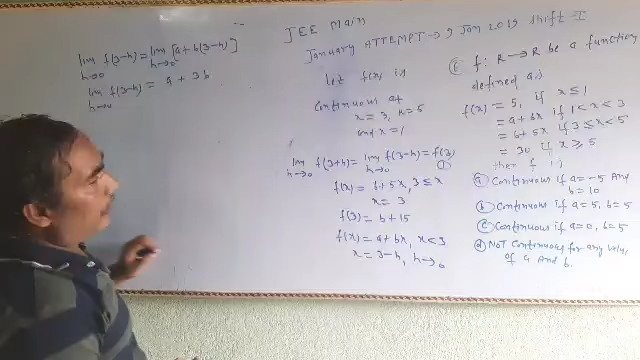 JEE Main
January ATTEMPT → 9 Jan 2019 Shift-I
⑥ f: R → R be a function
defined as
f(x) = 5, if x ≤ 1
= a + bx if 1 < x < 3
= b + 5x if 3 ≤ x < 5
= 30 if x ≥ 5
then f is
ⓐ Continuous if a = -5 and
b = 10
ⓑ Continuous if a = 5, b = 5
ⓒ Continuous if a = 0, b = 5
ⓓ NOT Continuous for any value
of a and b.
Let f(x) is
Continuous at
x = 3, x = 5
and x = 1
lim f(3+h) = lim f(3-h) = f(3)
h→0 h→0 ①
f(x) = b + 5x, 3 ≤ x
x = 3
f(3) = b + 15
f(x) = a + bx, x < 3
x = 3 - h, h → 0
lim f(3-h) = lim [a + b(3-h)]
h→0 h→0
lim f(3-h) = a + 3b
h→0